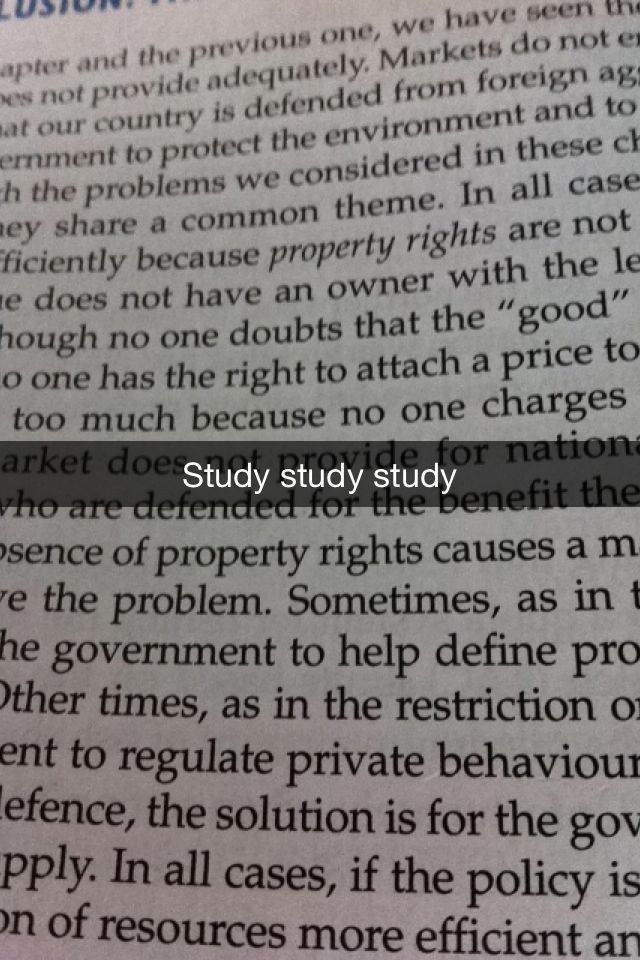 LUSION:
apter and the previous one, we have seen
oes not provide adequately. Markets do not
at our country is defended from foreign
ernment to protect the environment and to
h the problems we considered in these
ey share a common theme. In all case
fficiently because property rights are not
e does not have an owner with the le
hough no one doubts that the "good"
o one has the right to attach a price to
too much because no one charges
arket does not provide for nationa
Study study study
who are defended for the benefit the
bsence of property rights causes a m
ve the problem. Sometimes, as in t
he government to help define pro
Other times, as in the restriction o
ent to regulate private behaviour
defence, the solution is for the gov
pply. In all cases, if the policy is
on of resources more efficient an